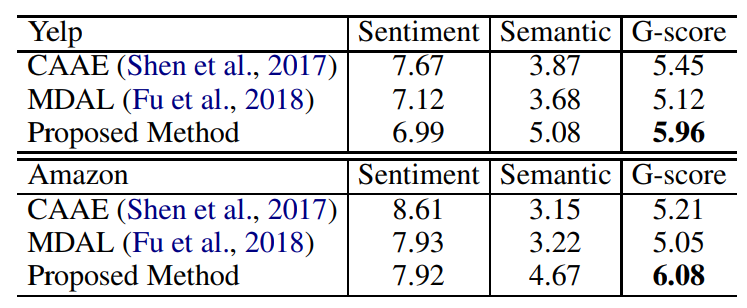 Yelp Sentiment Semantic G-score
CAAE (Shen et al., 2017) 7.67 3.87 5.45
MDAL (Fu et al., 2018) 7.12 3.68 5.12
Proposed Method 6.99 5.08 5.96
Amazon Sentiment Semantic G-score
CAAE (Shen et al., 2017) 8.61 3.15 5.21
MDAL (Fu et al., 2018) 7.93 3.22 5.05
Proposed Method 7.92 4.67 6.08